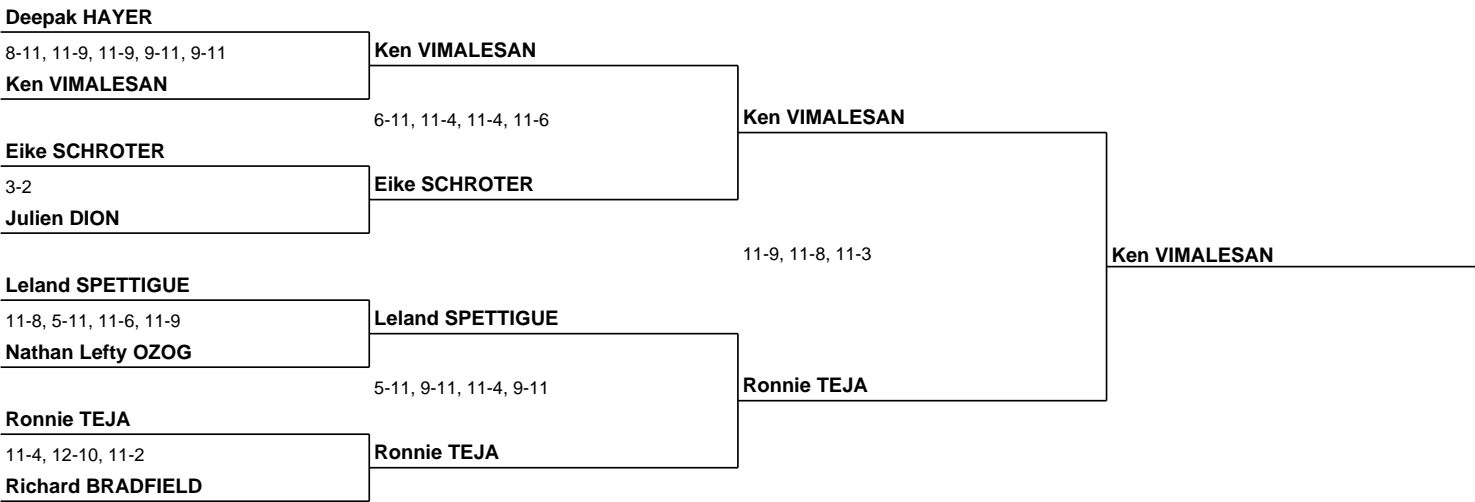 Deepak HAYER
8-11, 11-9, 11-9, 9-11, 9-11
Ken VIMALESAN
Ken VIMALESAN
6-11, 11-4, 11-4, 11-6
Ken VIMALESAN
Eike SCHROTER
3-2
Eike SCHROTER
Julien DION
11-9, 11-8, 11-3
Ken VIMALESAN
Leland SPETTIGUE
11-8, 5-11, 11-6, 11-9
Leland SPETTIGUE
Nathan Lefty OZOG
5-11, 9-11, 11-4, 9-11
Ronnie TEJA
Ronnie TEJA
11-4, 12-10, 11-2
Ronnie TEJA
Richard BRADFIELD